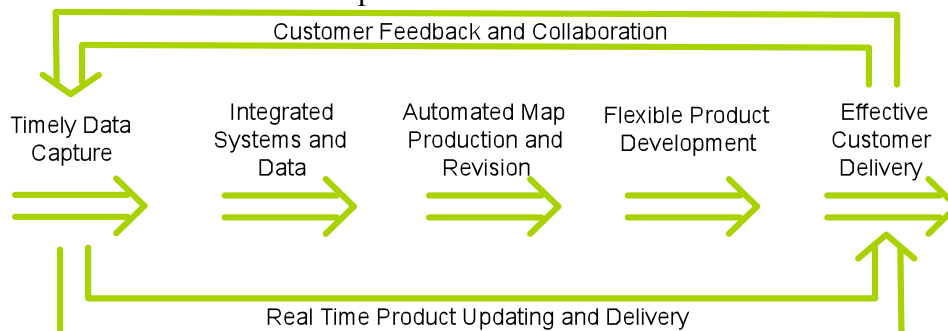 Customer Feedback and Collaboration
Timely Data
Capture
Integrated
Systems and
Data
Automated Map
Production and
Revision
Flexible Product
Development
Effective
Customer
Delivery
Real Time Product Updating and Delivery